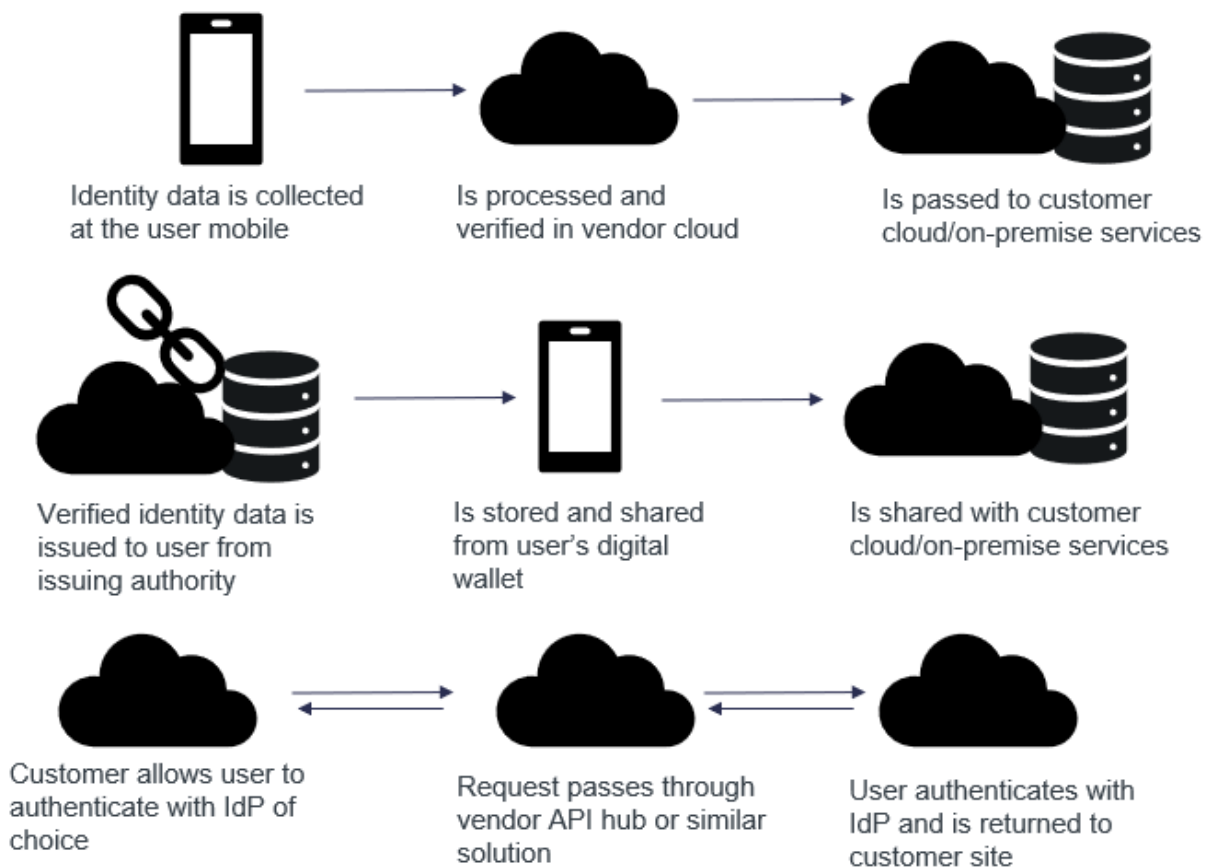 Identity data is collected
at the user mobile
Is processed and
verified in vendor cloud
Is passed to customer
cloud/on-premise services
Verified identity data is
issued to user from
issuing authority
Is stored and shared
from user's digital
wallet
Is shared with customer
cloud/on-premise services
Customer allows user to
authenticate with IdP of
choice
Request passes through
vendor API hub or similar
solution
User authenticates with
IdP and is returned to
customer site